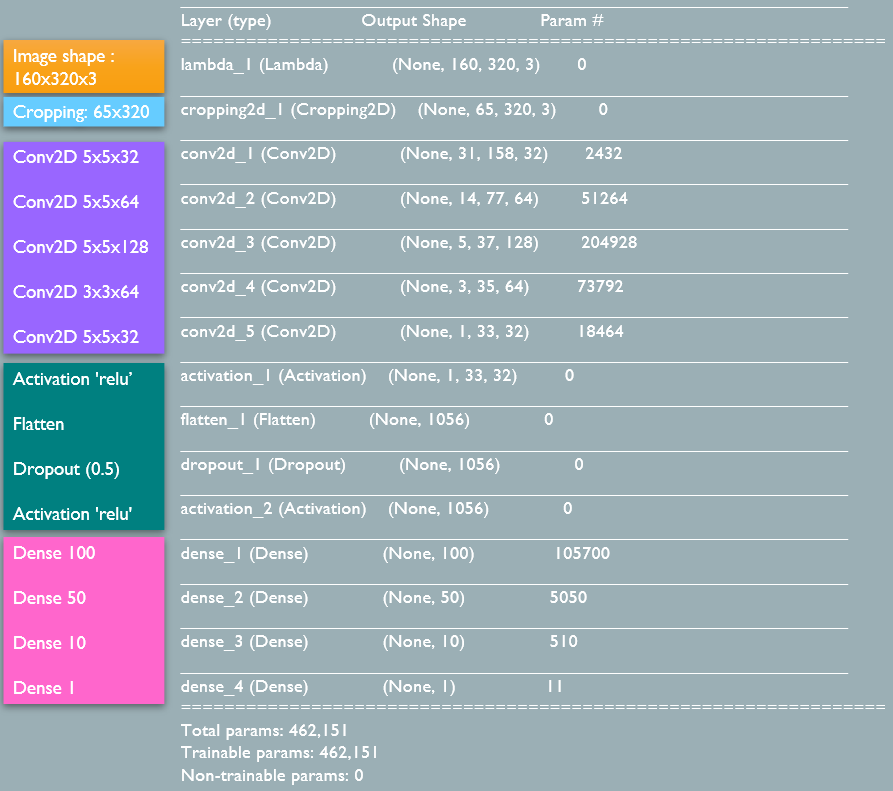 Layer (type) Output Shape Param #
=================================================================
Image shape :
160x320x3
lambda_1 (Lambda) (None, 160, 320, 3) 0
Cropping: 65x320
cropping2d_1 (Cropping2D) (None, 65, 320, 3) 0
Conv2D 5x5x32
conv2d_1 (Conv2D) (None, 31, 158, 32) 2432
Conv2D 5x5x64
conv2d_2 (Conv2D) (None, 14, 77, 64) 51264
Conv2D 5x5x128
conv2d_3 (Conv2D) (None, 5, 37, 128) 204928
Conv2D 3x3x64
conv2d_4 (Conv2D) (None, 3, 35, 64) 73792
Conv2D 5x5x32
conv2d_5 (Conv2D) (None, 1, 33, 32) 18464
Activation 'relu’
activation_1 (Activation) (None, 1, 33, 32) 0
Flatten
flatten_1 (Flatten) (None, 1056) 0
Dropout (0.5)
dropout_1 (Dropout) (None, 1056) 0
Activation 'relu’
activation_2 (Activation) (None, 1056) 0
Dense 100
dense_1 (Dense) (None, 100) 105700
Dense 50
dense_2 (Dense) (None, 50) 5050
Dense 10
dense_3 (Dense) (None, 10) 510
Dense 1
dense_4 (Dense) (None, 1) 11
=================================================================
Total params: 462,151
Trainable params: 462,151
Non-trainable params: 0